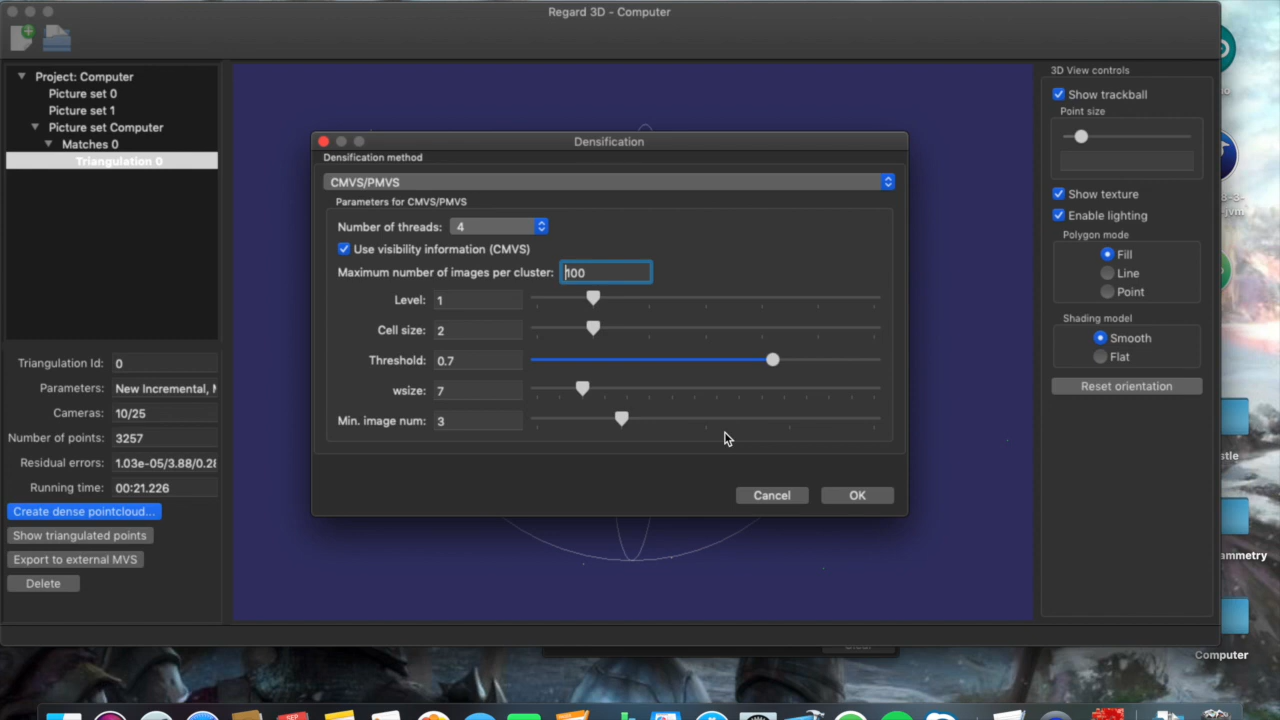 Regard 3D - Computer
Project: Computer
Picture set 0
Picture set 1
Picture set Computer
Matches 0
Triangulation 0
Triangulation Id: 0
Parameters: New Incremental, M
Cameras: 10/25
Number of points: 3257
Residual errors: 1.03e-05/3.88/0.28
Running time: 00:21.226
Create dense pointcloud...
Show triangulated points
Export to external MVS
Delete
Densification
Densification method
CMVS/PMVS
Parameters for CMVS/PMVS
Number of threads: 4
Use visibility information (CMVS)
Maximum number of images per cluster: 100
Level: 1
Cell size: 2
Threshold: 0.7
wsize: 7
Min. image num: 3
Cancel OK
3D View controls
Show trackball
Point size
Show texture
Enable lighting
Polygon mode
Fill
Line
Point
Shading model
Smooth
Flat
Reset orientation
-3-
.jvm
stle
mmetry
Computer